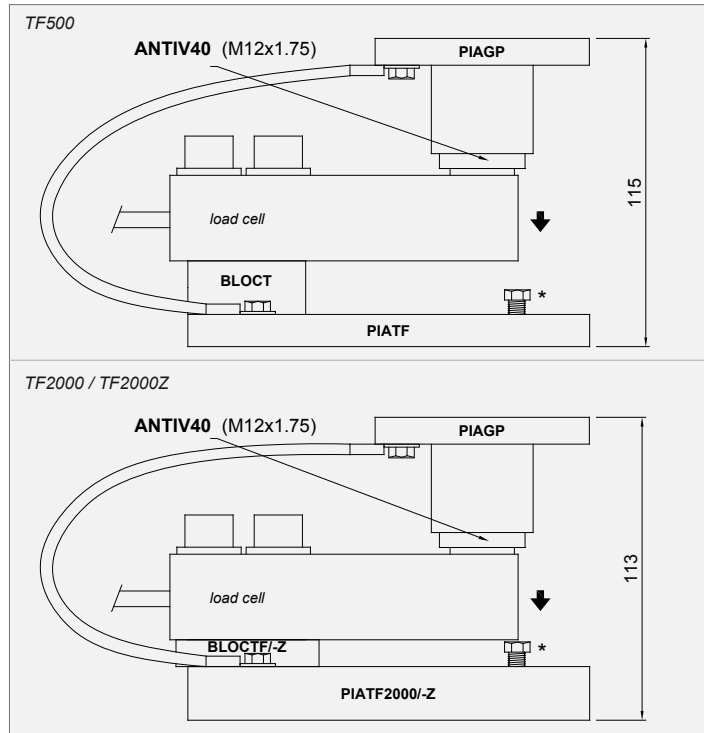 TF500
ANTIV40 (M12x1.75)
PIAGP
115
load cell
BLOCT
*
PIATF
TF2000 / TF2000Z
ANTIV40 (M12x1.75)
PIAGP
113
load cell
BLOCTF/-Z
*
PIATF2000/-Z